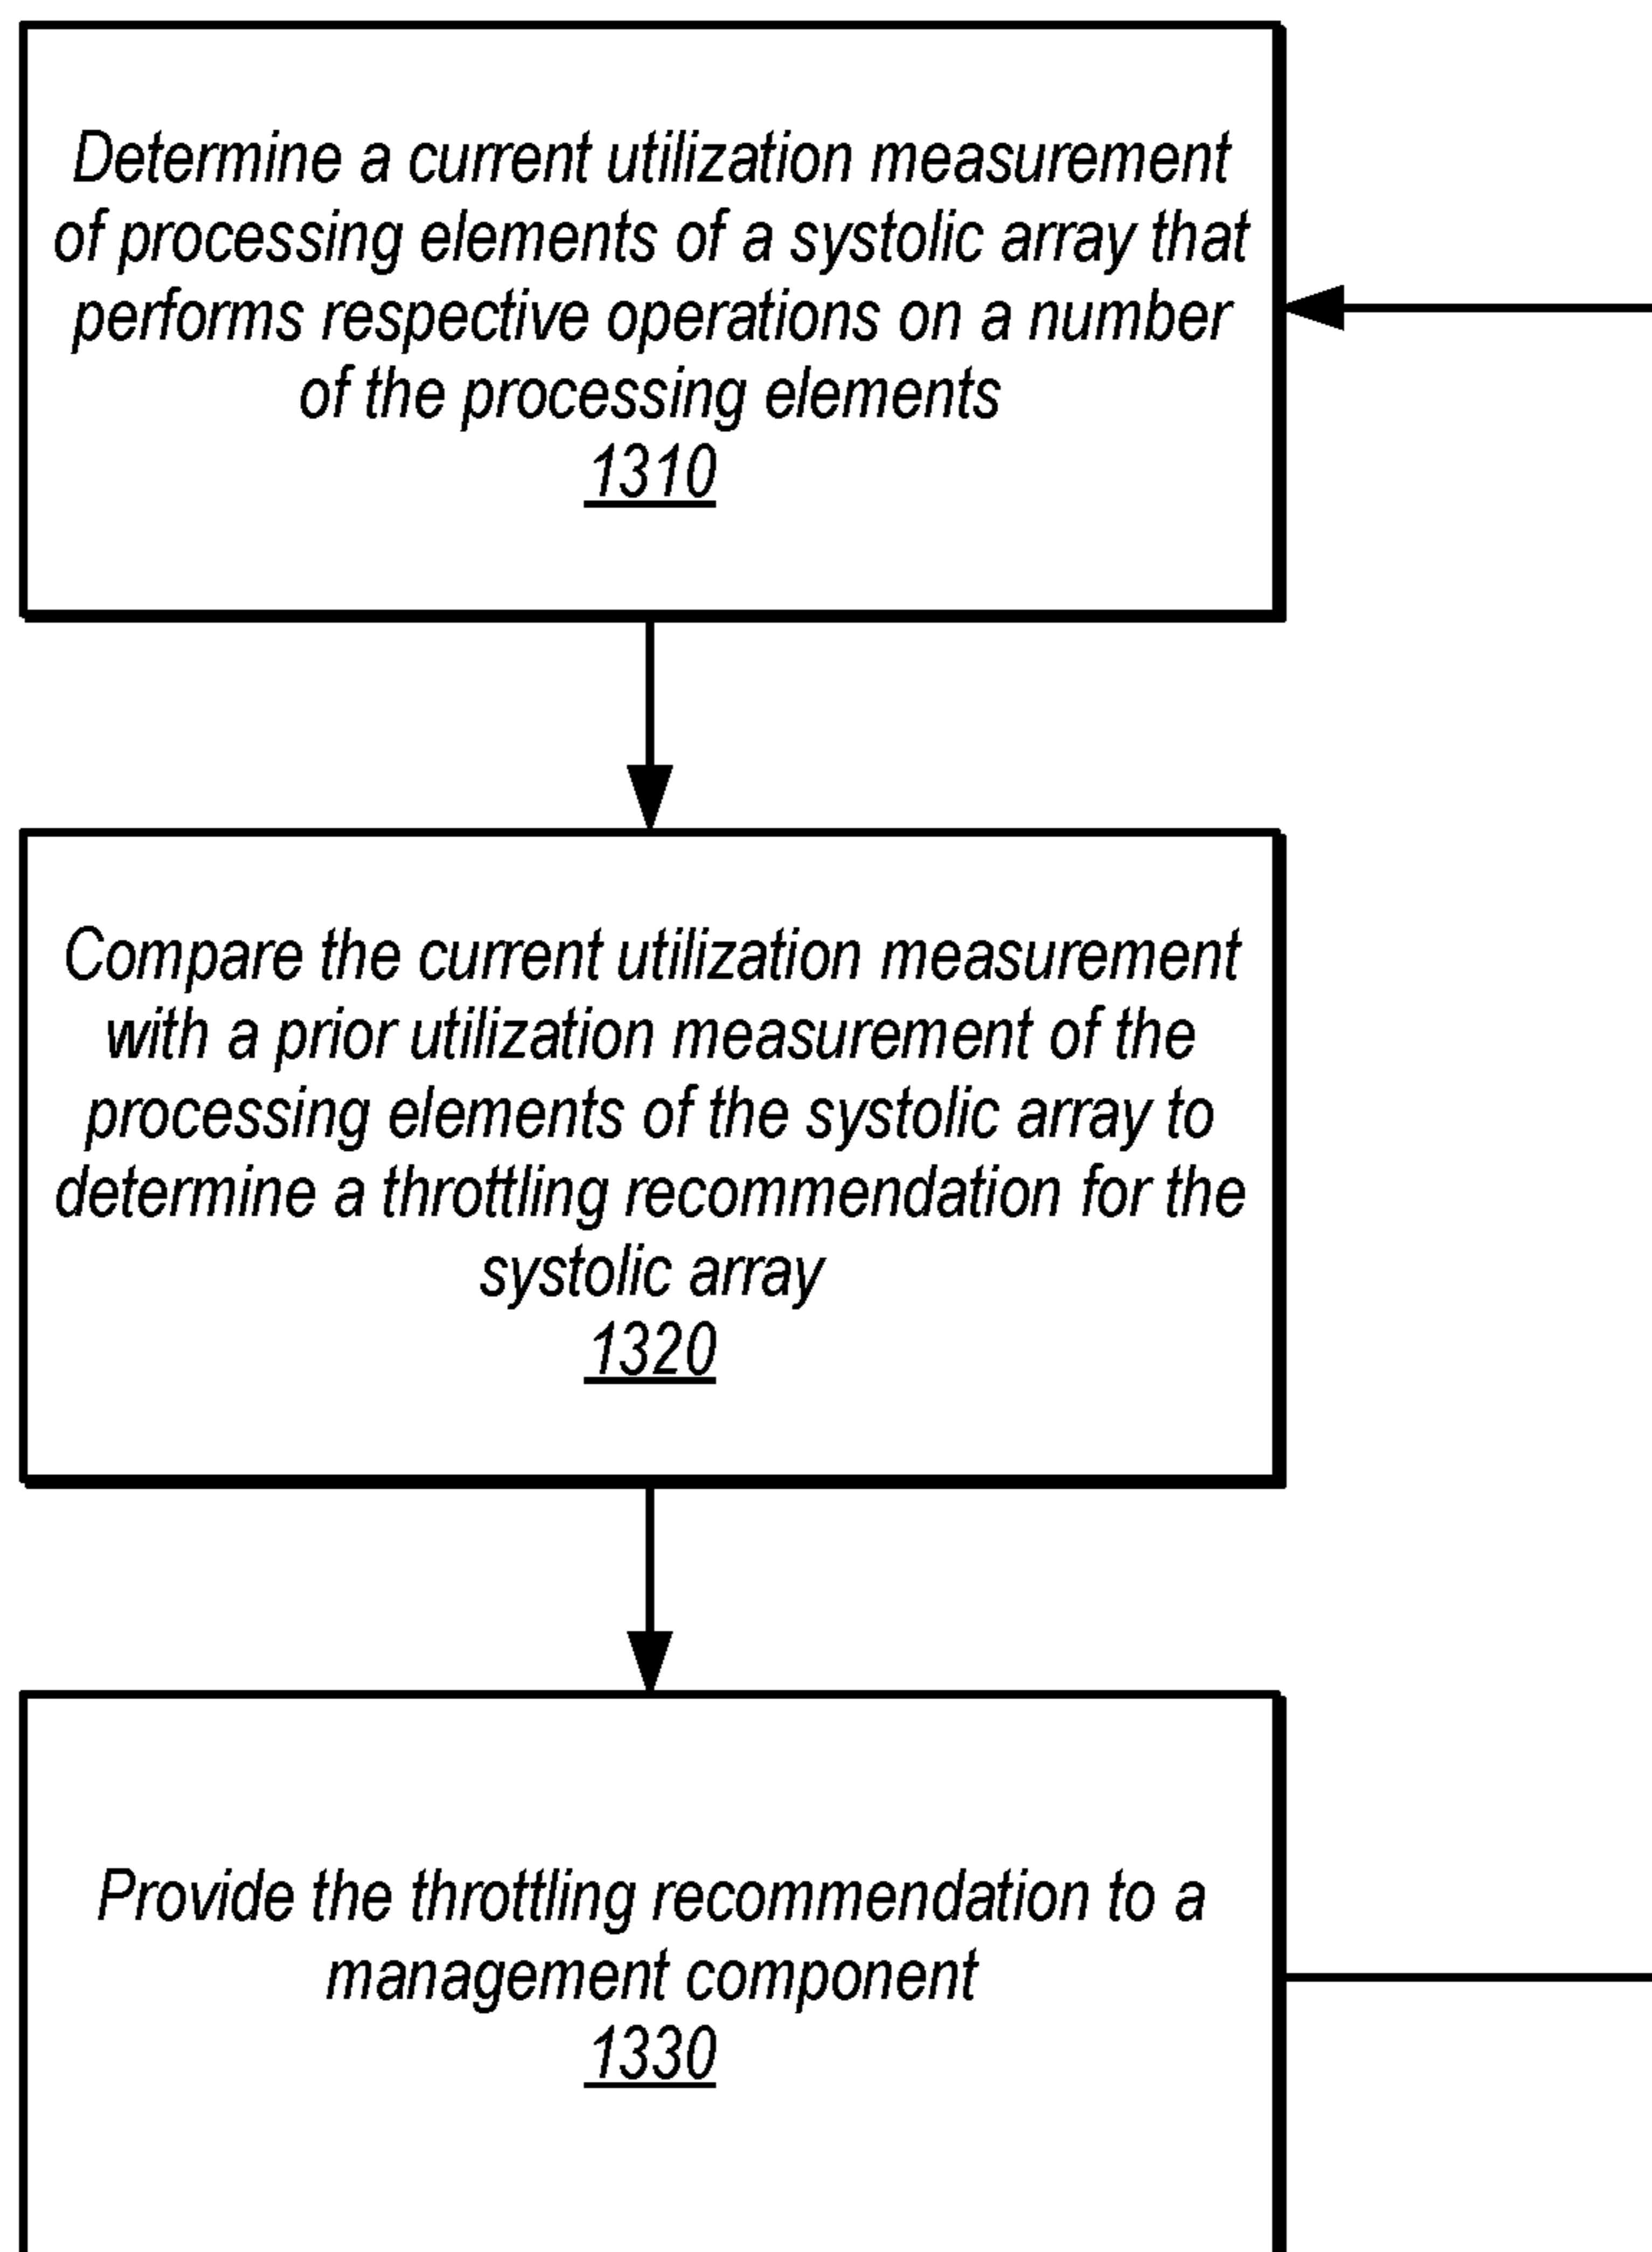 Determine a current utilization measurement
of processing elements of a systolic array that
performs respective operations on a number
of the processing elements
1310
Compare the current utilization measurement
with a prior utilization measurement of the
processing elements of the systolic array to
determine a throttling recommendation for the
systolic array
1320
Provide the throttling recommendation to a
management component
1330